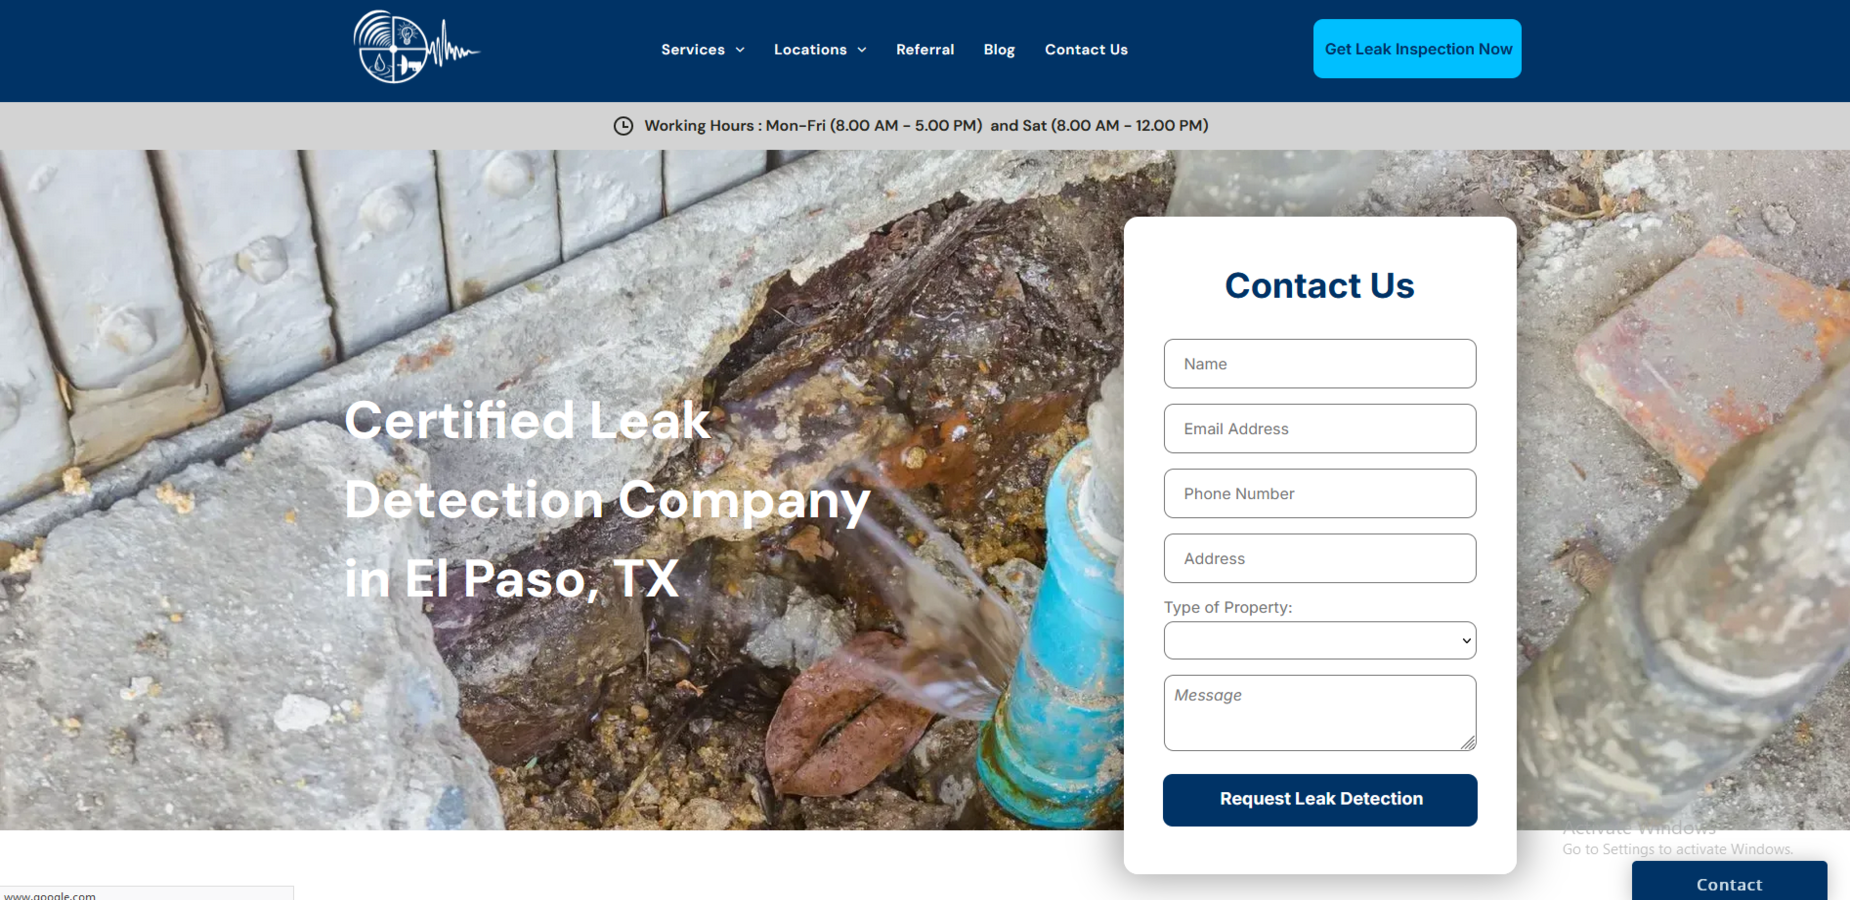 Services Locations Referral Blog Contact Us Get Leak Inspection Now
Working Hours : Mon-Fri (8.00 AM - 5.00 PM) and Sat (8.00 AM - 12.00 PM)
Certified Leak
Detection Company
in El Paso, TX
Contact Us
Name
Email Address
Phone Number
Address
Type of Property:
Message
Request Leak Detection
Activate Windows
Go to Settings to activate Windows.
Contact
www.google.com